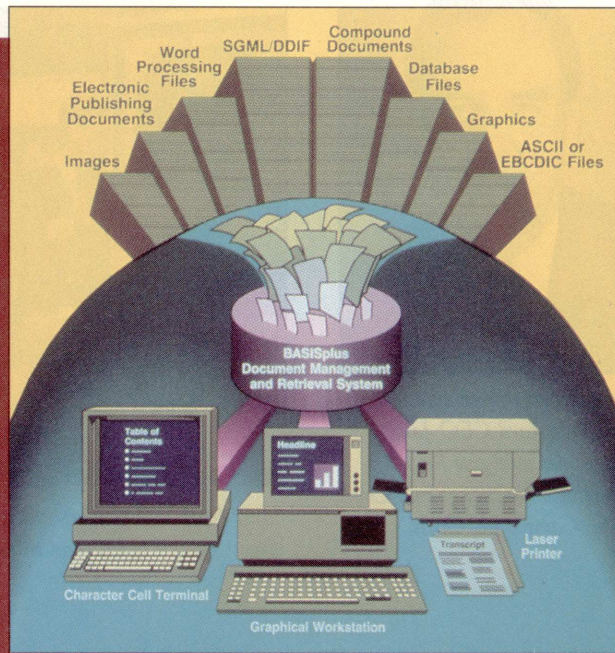 Images
Electronic
Publishing
Documents
Word
Processing
Files
SGML/DDIF
Compound
Documents
Database
Files
Graphics
ASCII or
EBCDIC Files
BASISplus
Document Management
and Retrieval System
Table of
Contents
Headline
Transcript
Laser
Printer
Character Cell Terminal
Graphical Workstation